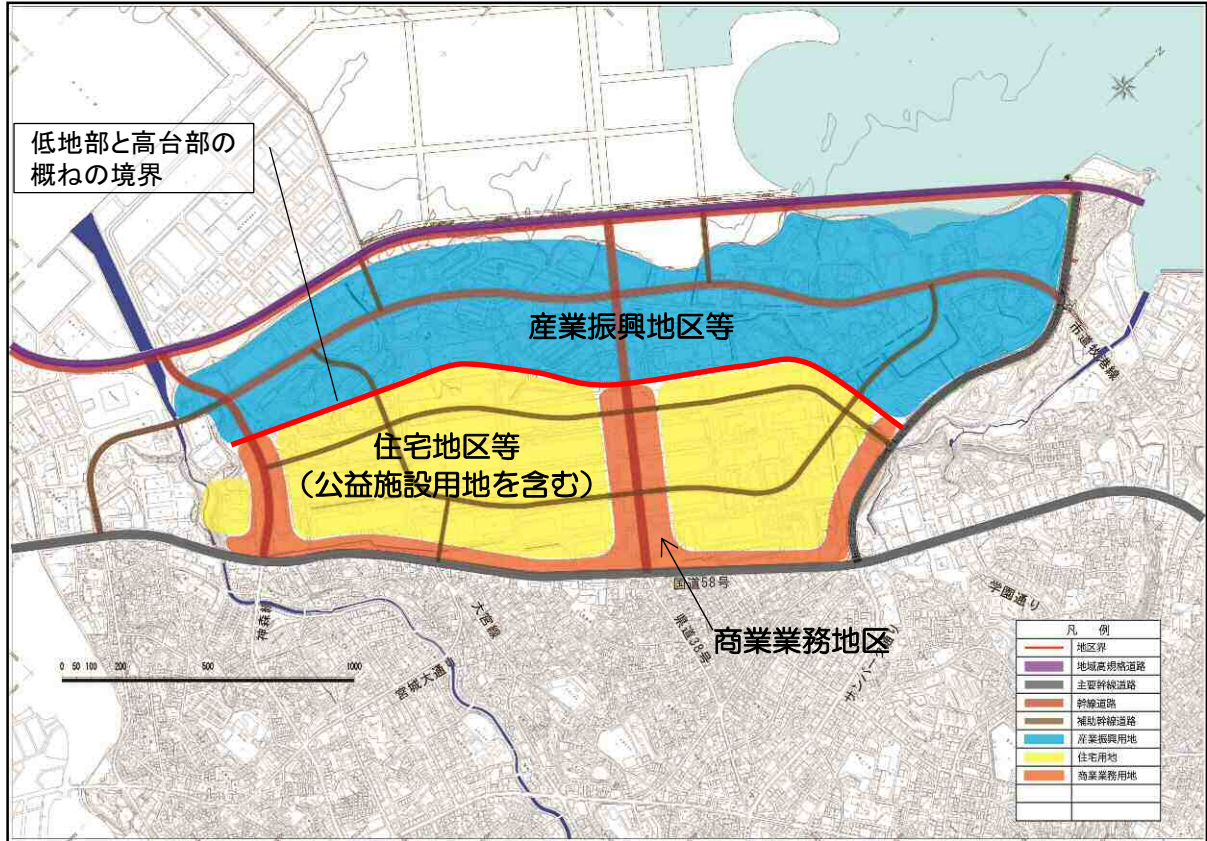 N
低地部と高台部の
概ねの境界
産業振興地区等
市道牧港線
住宅地区等
（公益施設用地を含む）
国道58号
商業業務地区
県道38号
学園通り
サンパーク通り
神森線
大宮線
宮城大通り
0 50 100 200 500 1000
凡 例
地区界
地域高規格道路
主要幹線道路
幹線道路
補助幹線道路
産業振興用地
住宅用地
商業業務用地